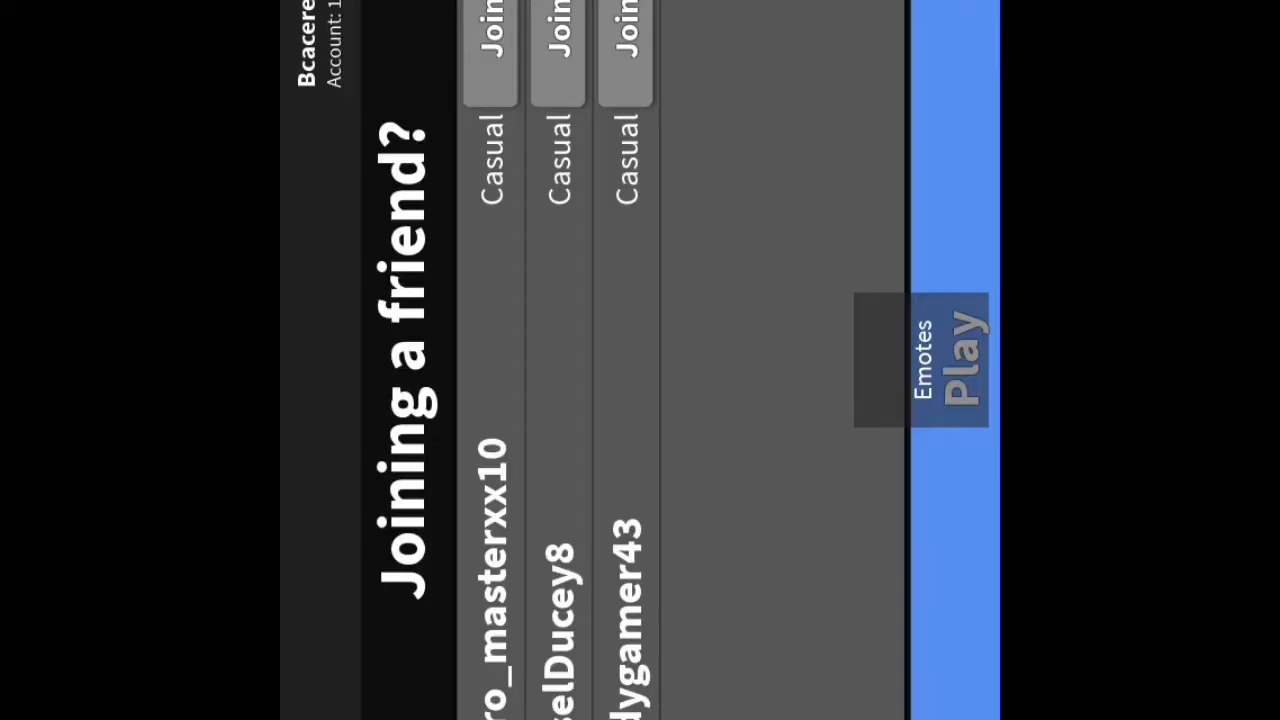 Bcacere
Account: 1
Joining a friend?
ro_masterxx10 Casual Join
selDucey8 Casual Join
dygamer43 Casual Join
Emotes
Play